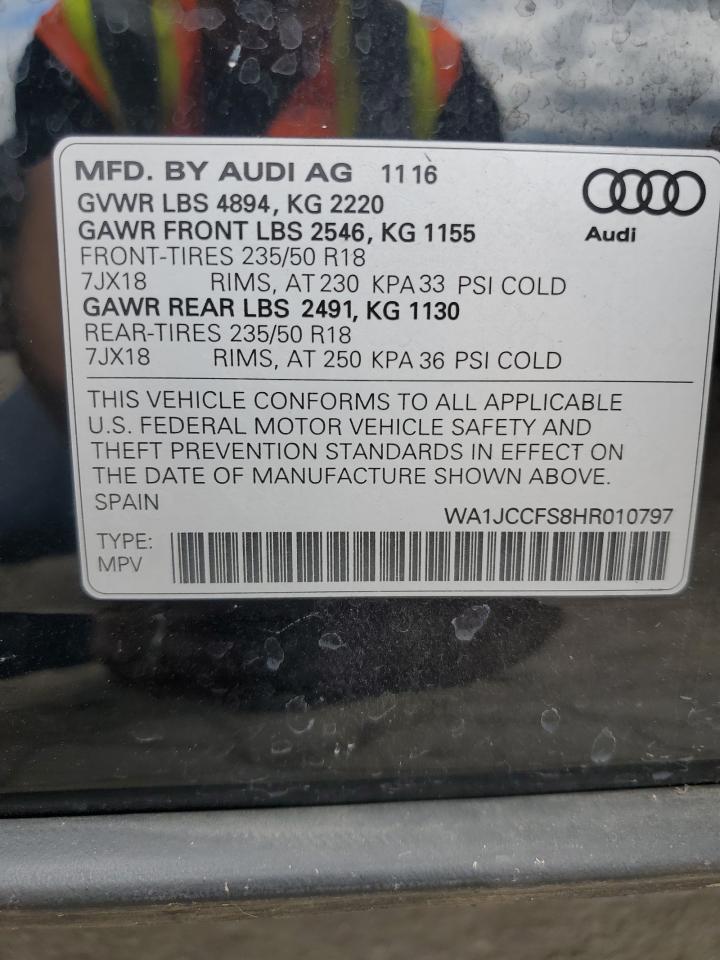 MFD. BY AUDI AG 11 16
GVWR LBS 4894, KG 2220
GAWR FRONT LBS 2546, KG 1155
FRONT-TIRES 235/50 R18
7JX18 RIMS, AT 230 KPA 33 PSI COLD
GAWR REAR LBS 2491, KG 1130
REAR-TIRES 235/50 R18
7JX18 RIMS, AT 250 KPA 36 PSI COLD
Audi
THIS VEHICLE CONFORMS TO ALL APPLICABLE
U.S. FEDERAL MOTOR VEHICLE SAFETY AND
THEFT PREVENTION STANDARDS IN EFFECT ON
THE DATE OF MANUFACTURE SHOWN ABOVE.
SPAIN
WA1JCCFS8HR010797
TYPE:
MPV